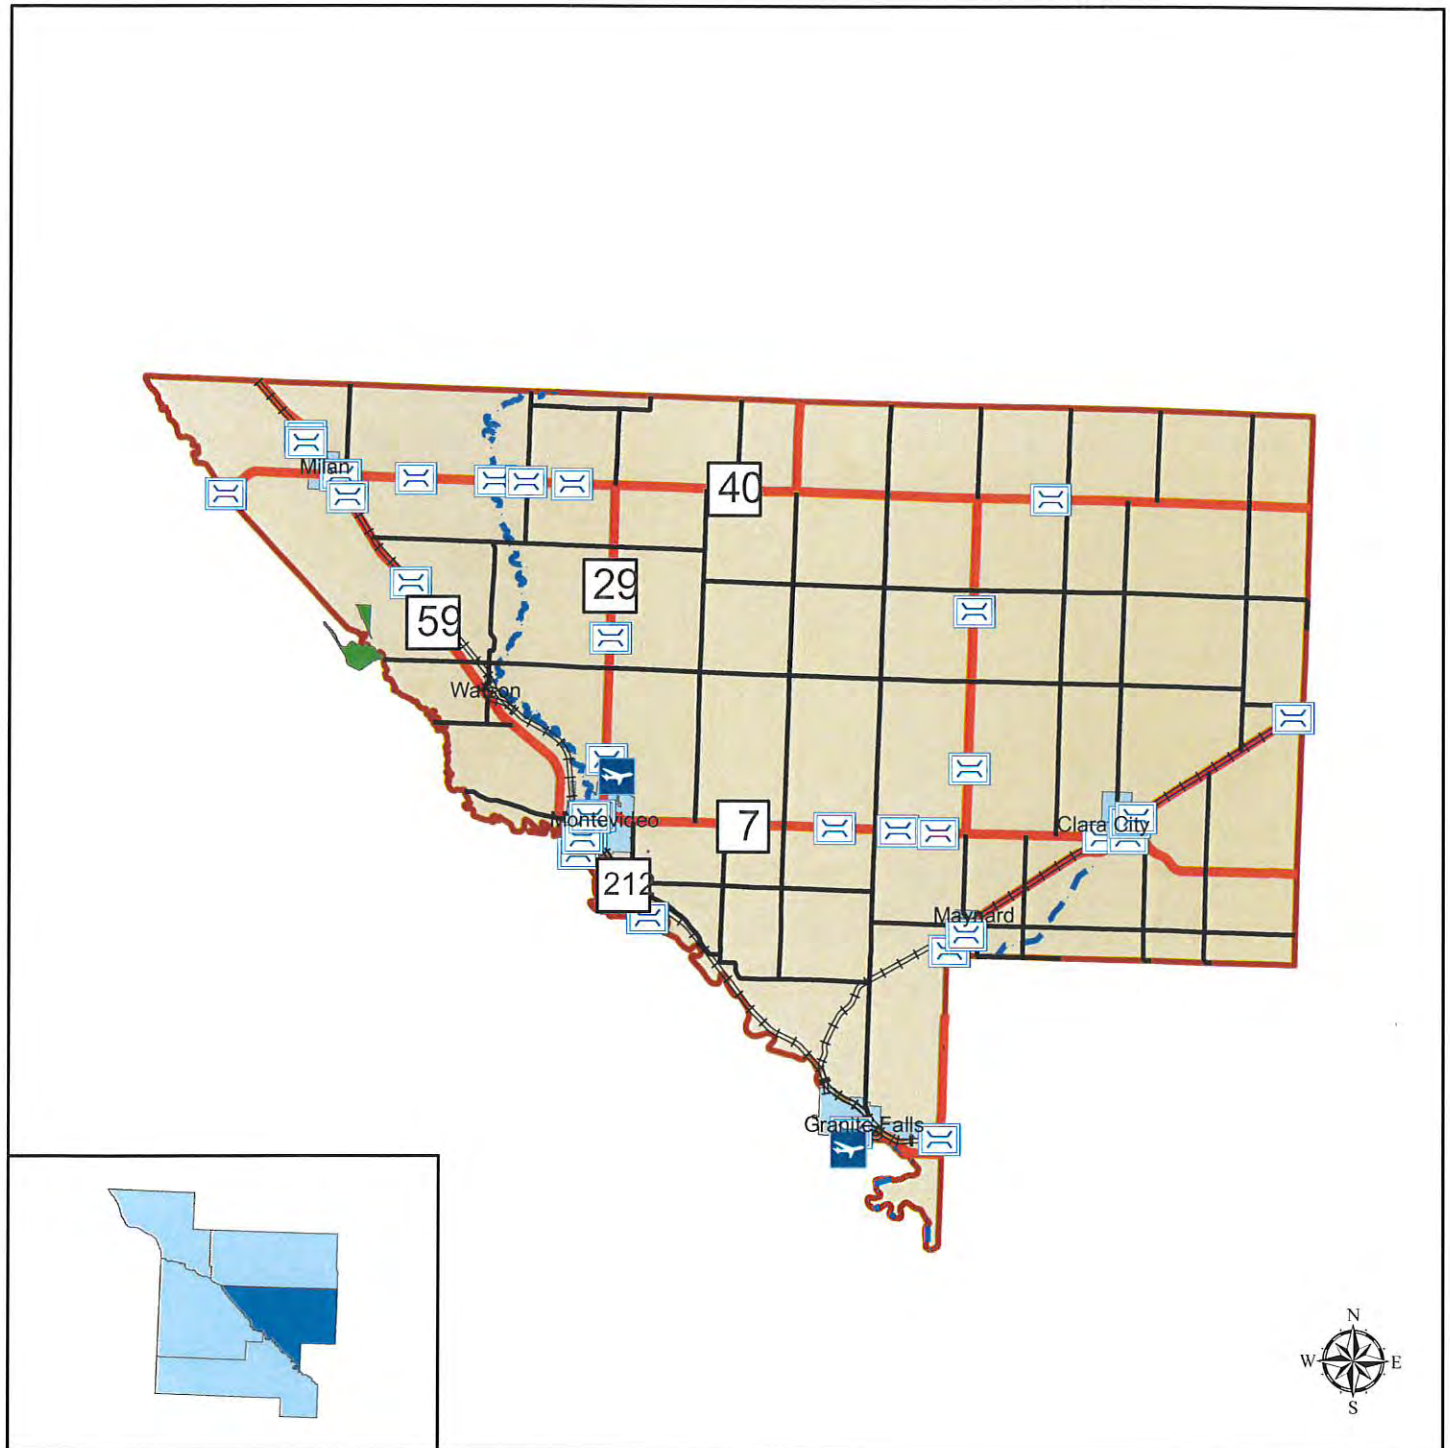 Milan
40
29
59
Watson
Montevideo
7
Clara City
212
Maynard
Granite Falls
N
W
E
S